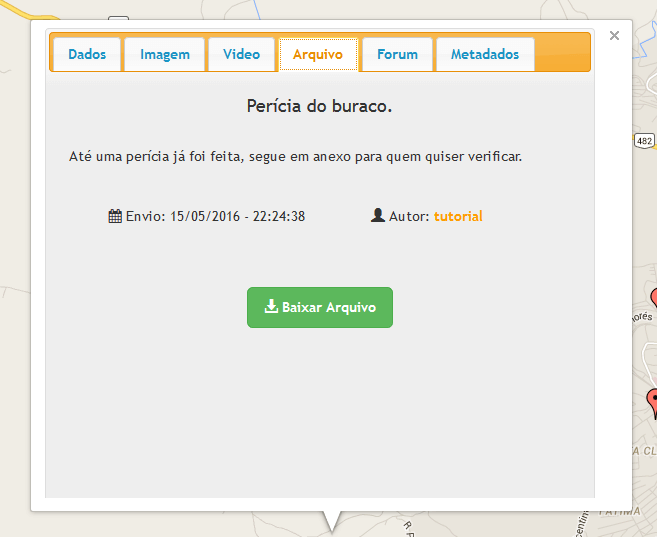 Dados Imagem Video Arquivo Forum Metadados
Perícia do buraco.
482
Até uma perícia já foi feita, segue em anexo para quem quiser verificar.
Envio: 15/05/2016 - 22:24:38 Autor: tutorial
Baixar Arquivo
FÁTIMA